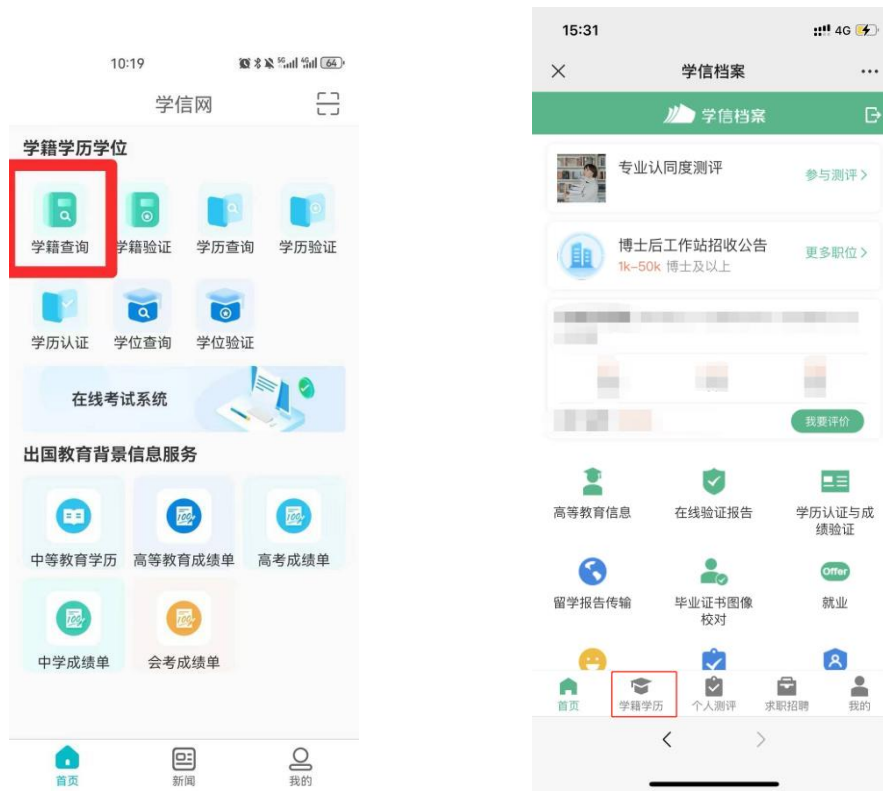 10:19
64
学信网
学籍学历学位
学籍查询 学籍验证 学历查询 学历验证
学历认证 学位查询 学位验证
在线考试系统
出国教育背景信息服务
中等教育学历 高等教育成绩单 高考成绩单
中学成绩单 会考成绩单
首页 新闻 我的
15:31
4G
学信档案
学信档案
专业认同度测评
参与测评
博士后工作站招收公告
更多职位
1k–50k 博士及以上
我要评价
高等教育信息 在线验证报告 学历认证与成
绩验证
Offer
留学报告传输 毕业证书图像 就业
校对
首页 学籍学历 个人测评 求职招聘 我的